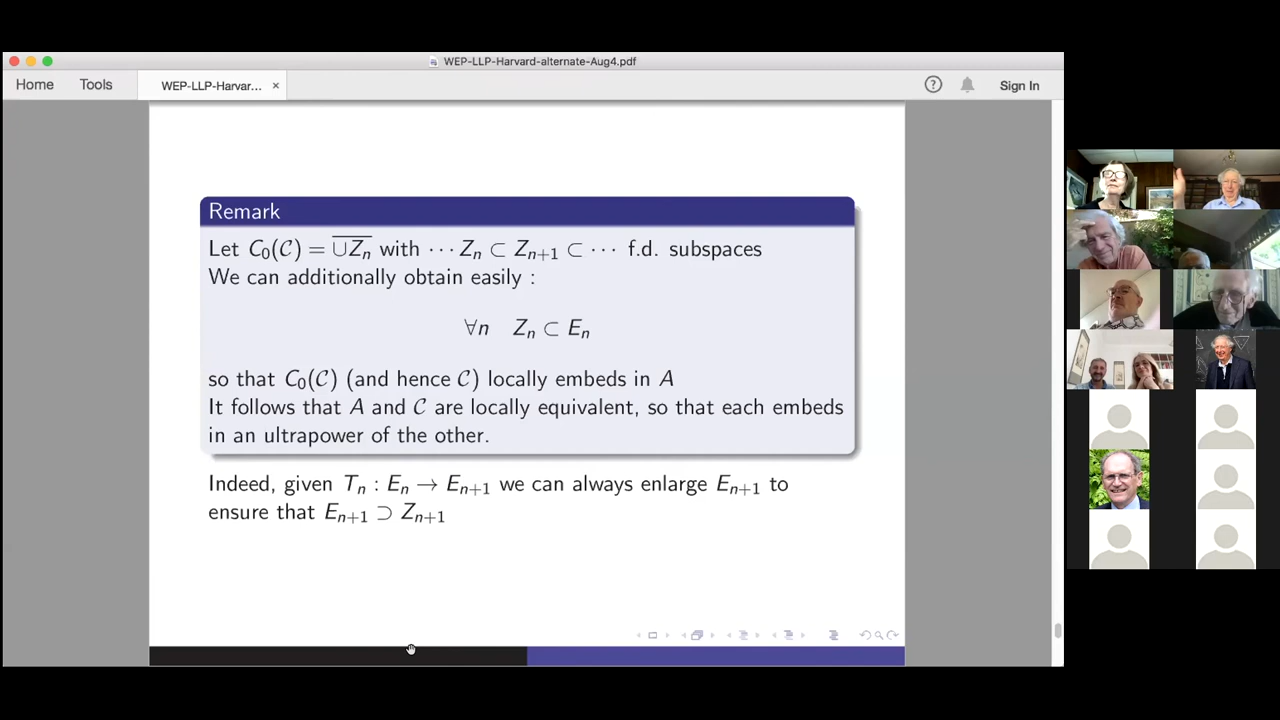 WEP-LLP-Harvard-alternate-Aug4.pdf
Home Tools WEP-LLP-Harvar... × ? Sign In
Remark
Let C₀(𝒞) = \overline{∪Zₙ} with ⋯ Zₙ ⊂ Zₙ₊₁ ⊂ ⋯ f.d. subspaces
We can additionally obtain easily :
∀n Zₙ ⊂ Eₙ
so that C₀(𝒞) (and hence 𝒞) locally embeds in A
It follows that A and 𝒞 are locally equivalent, so that each embeds
in an ultrapower of the other.
Indeed, given Tₙ : Eₙ → Eₙ₊₁ we can always enlarge Eₙ₊₁ to
ensure that Eₙ₊₁ ⊃ Zₙ₊₁